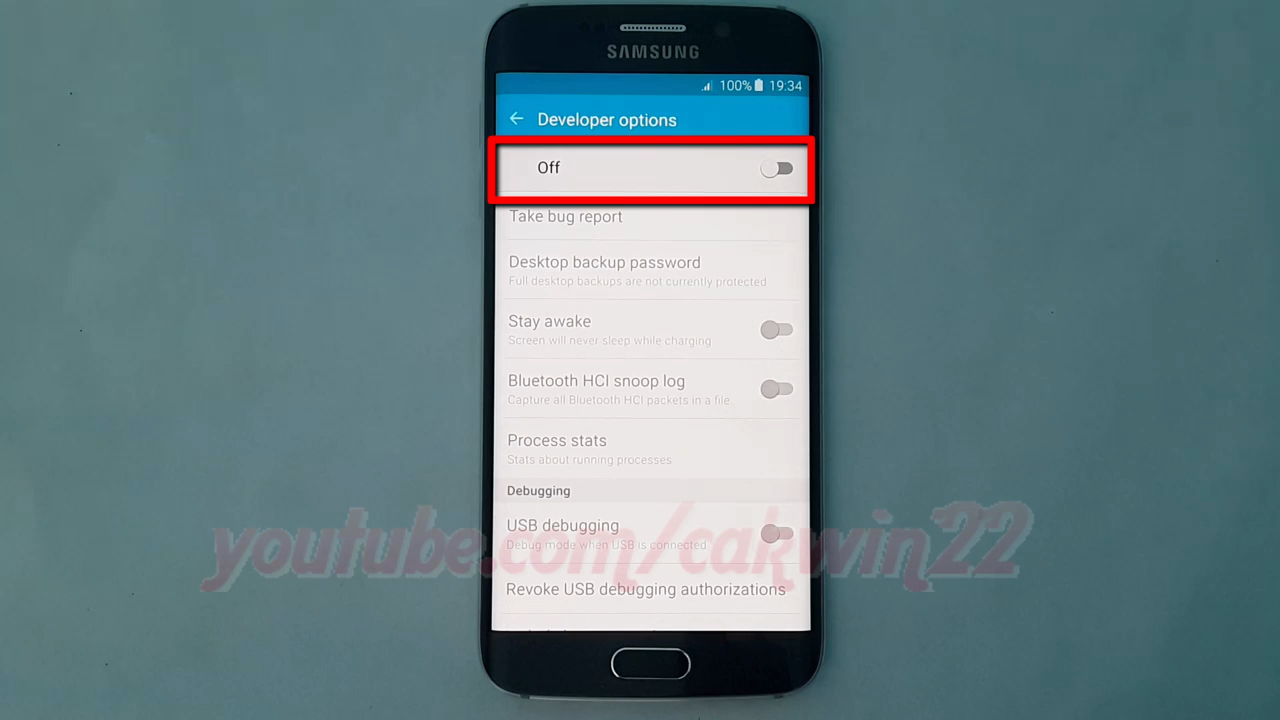 SAMSUNG
100% 19:34
Developer options
Off
Take bug report
Desktop backup password
Full desktop backups are not currently protected
Stay awake
Screen will never sleep while charging
Bluetooth HCI snoop log
Capture all Bluetooth HCI packets in a file
Process stats
Stats about running processes
Debugging
USB debugging
Debug mode when USB is connected
youtube.com/cakwin22
Revoke USB debugging authorizations